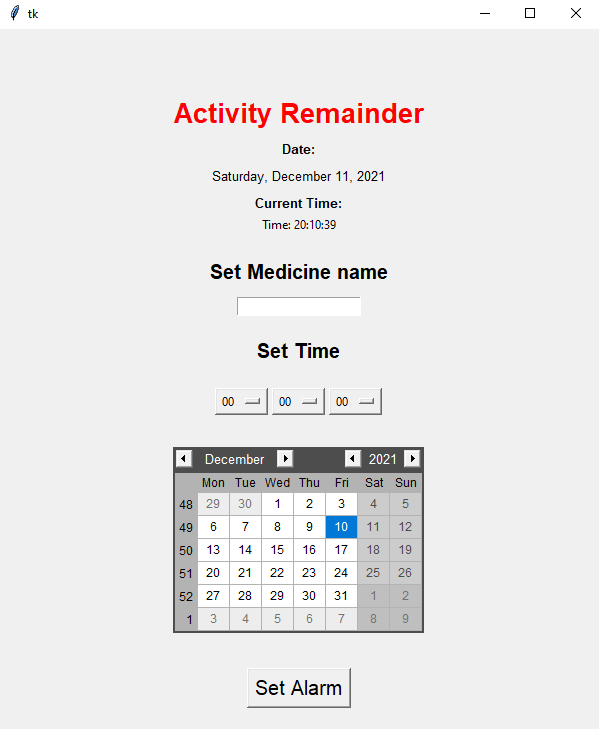 tk
Activity Remainder
Date:
Saturday, December 11, 2021
Current Time:
Time: 20:10:39
Set Medicine name
Set Time
00 00 00
December 2021
Mon Tue Wed Thu Fri Sat Sun
48 29 30 1 2 3 4 5
49 6 7 8 9 10 11 12
50 13 14 15 16 17 18 19
51 20 21 22 23 24 25 26
52 27 28 29 30 31 1 2
1 3 4 5 6 7 8 9
Set Alarm